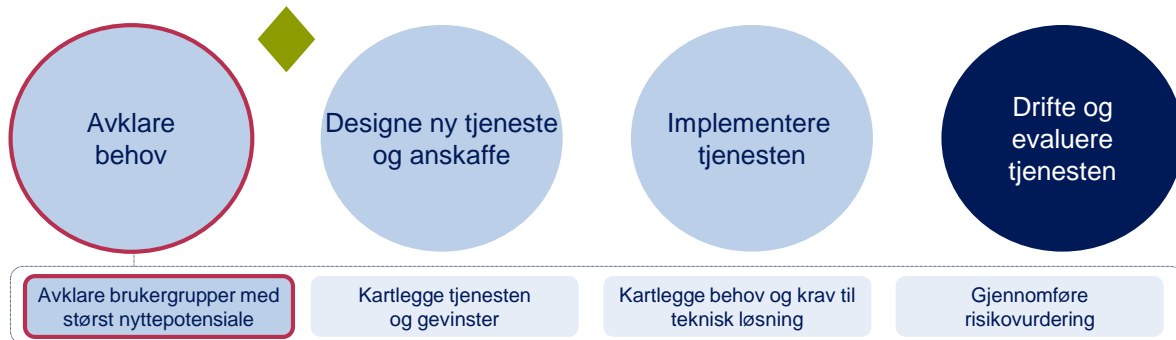 Avklare
behov
Designe ny tjeneste
og anskaffe
Implementere
tjenesten
Drifte og
evaluere
tjenesten
Avklare brukergrupper med
størst nyttepotensiale
Kartlegge tjenesten
og gevinster
Kartlegge behov og krav til
teknisk løsning
Gjennomføre
risikovurdering